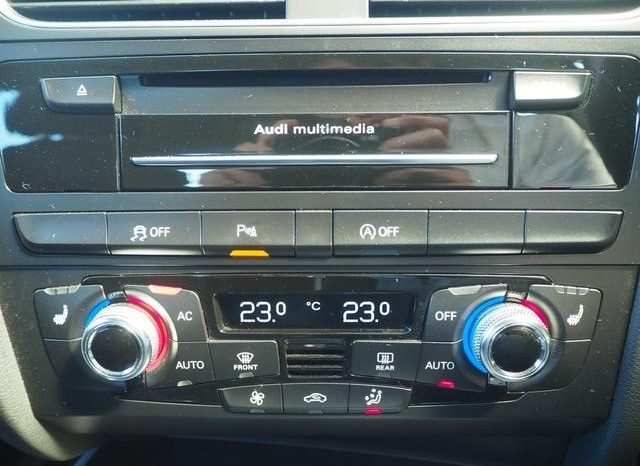 Audi multimedia
OFF P OFF
23.0 °C 23.0
AC OFF
AUTO FRONT REAR AUTO